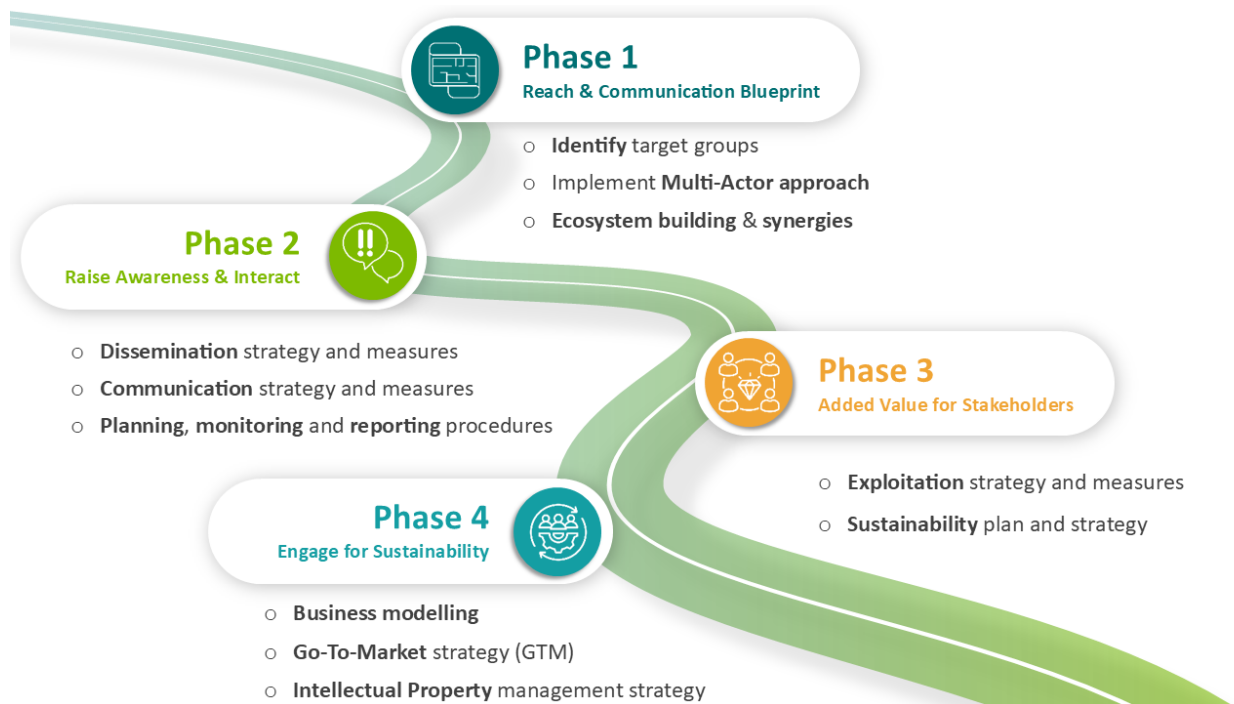 Phase 1
Reach & Communication Blueprint
o Identify target groups
o Implement Multi-Actor approach
o Ecosystem building & synergies
Phase 2
Raise Awareness & Interact
o Dissemination strategy and measures
o Communication strategy and measures
o Planning, monitoring and reporting procedures
Phase 3
Added Value for Stakeholders
o Exploitation strategy and measures
o Sustainability plan and strategy
Phase 4
Engage for Sustainability
o Business modelling
o Go-To-Market strategy (GTM)
o Intellectual Property management strategy